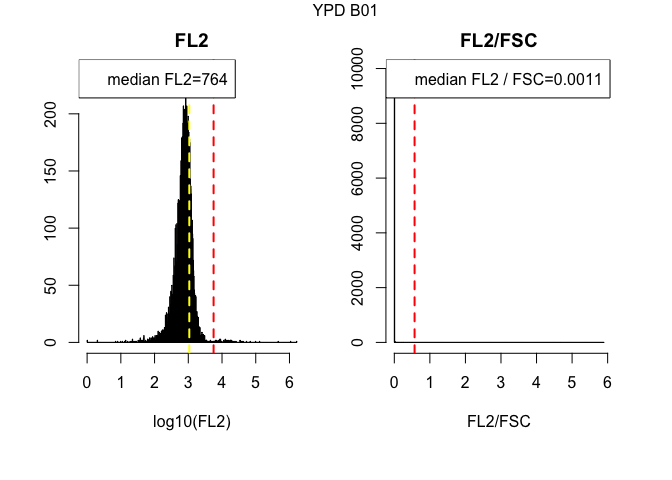 YPD B01
FL2
median FL2=764
0
50
100
150
200
0 1 2 3 4 5 6
log10(FL2)
FL2/FSC
median FL2 / FSC=0.0011
0
2000
4000
6000
8000
10000
0 1 2 3 4 5 6
FL2/FSC